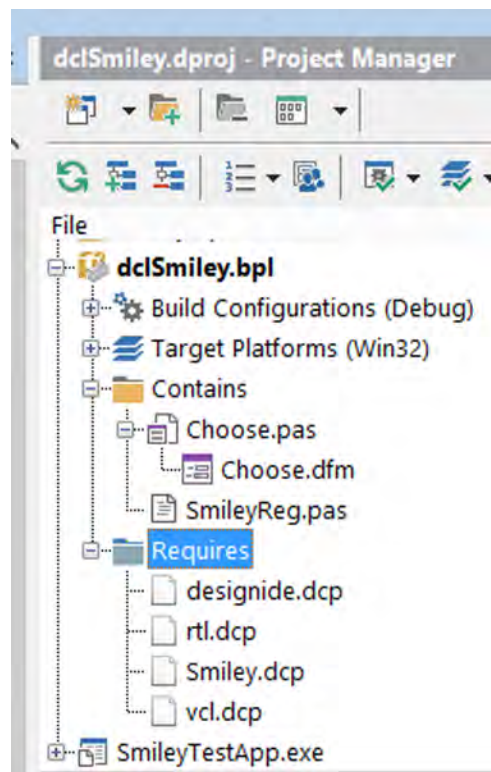 dclSmiley.dproj - Project Manager
File
dclSmiley.bpl
Build Configurations (Debug)
Target Platforms (Win32)
Contains
Choose.pas
Choose.dfm
SmileyReg.pas
Requires
designide.dcp
rtl.dcp
Smiley.dcp
vcl.dcp
SmileyTestApp.exe